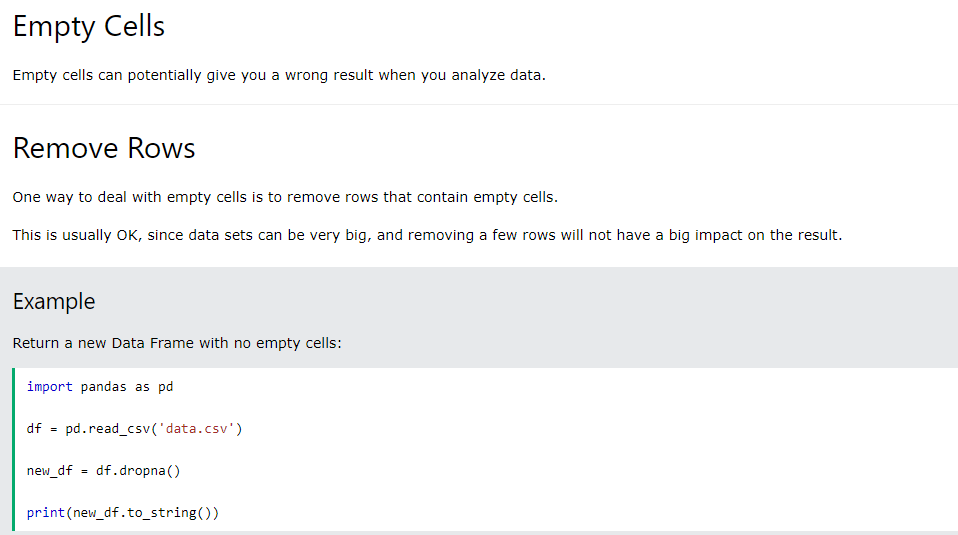 Empty Cells
Empty cells can potentially give you a wrong result when you analyze data.
Remove Rows
One way to deal with empty cells is to remove rows that contain empty cells.
This is usually OK, since data sets can be very big, and removing a few rows will not have a big impact on the result.
Example
Return a new Data Frame with no empty cells:
import pandas as pd
df = pd.read_csv('data.csv')
new_df = df.dropna()
print(new_df.to_string())